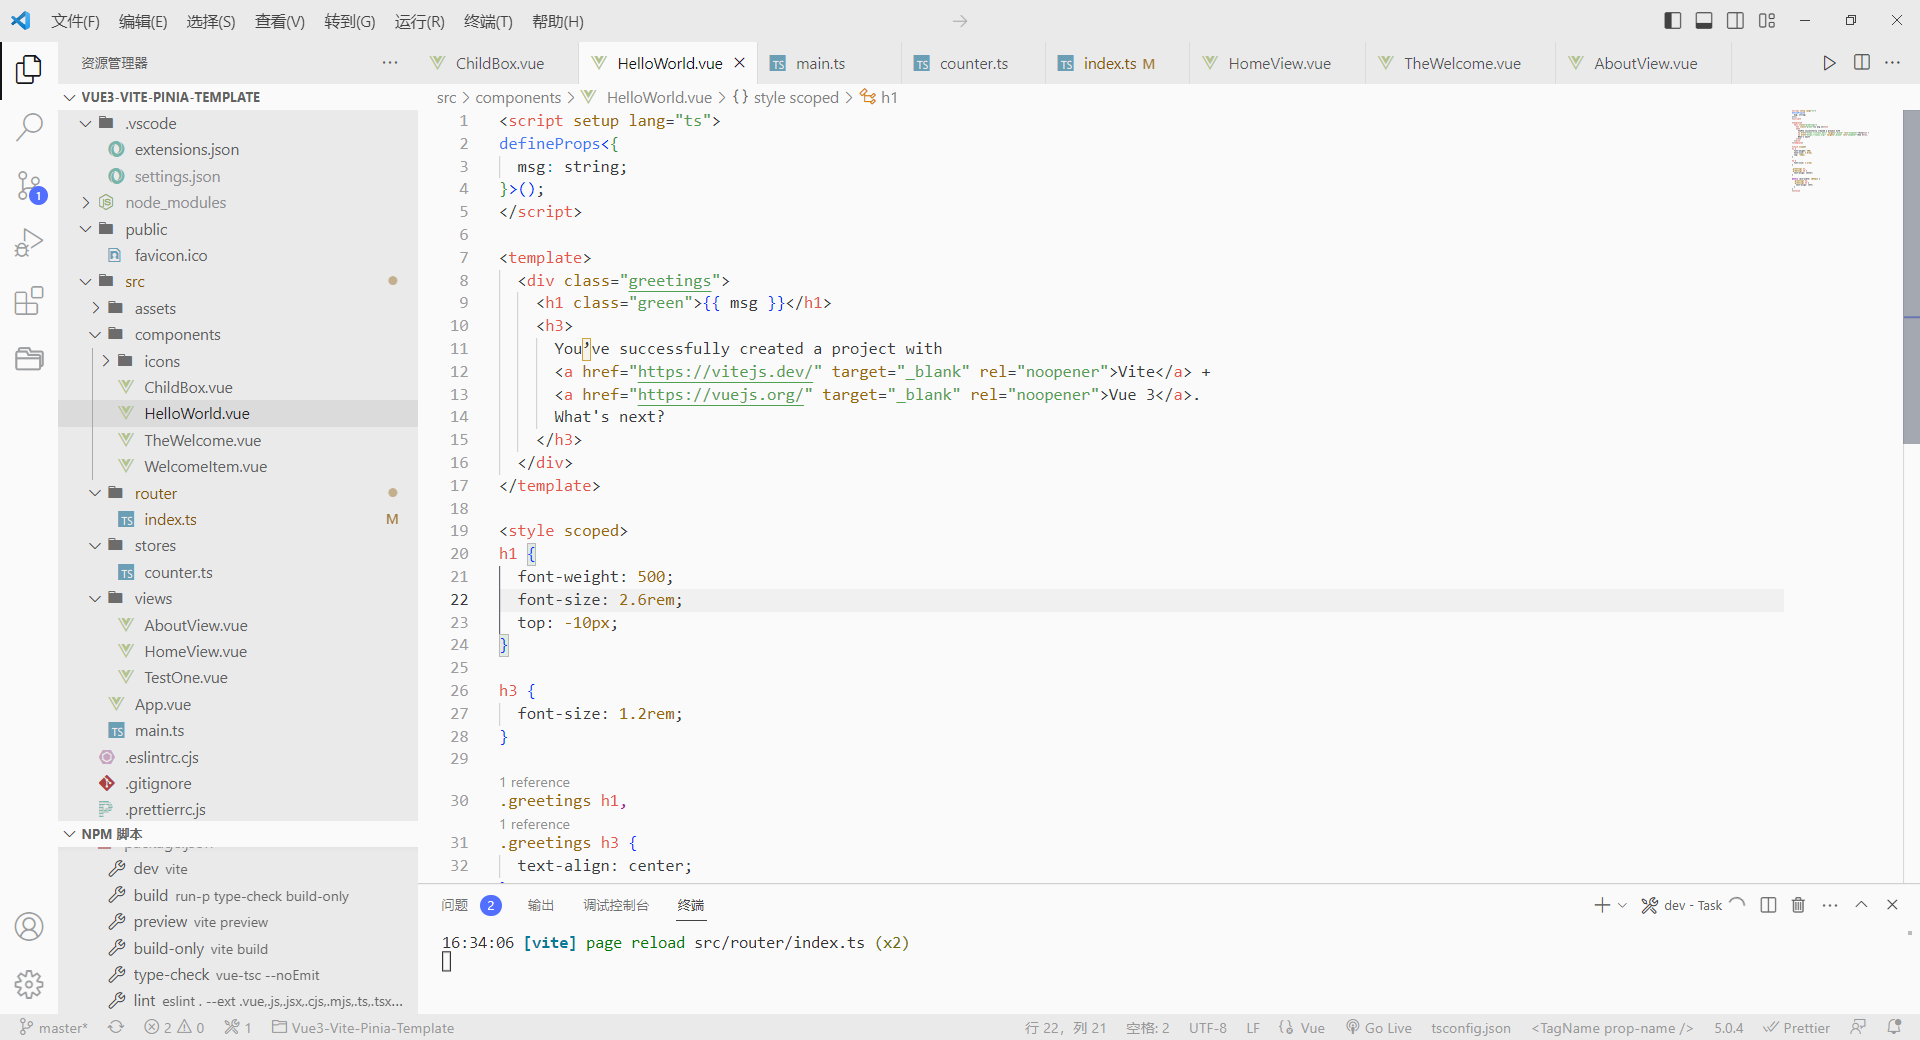 文件(F) 编辑(E) 选择(S) 查看(V) 转到(G) 运行(R) 终端(T) 帮助(H)
资源管理器
ChildBox.vue HelloWorld.vue TS main.ts TS counter.ts TS index.ts M HomeView.vue TheWelcome.vue AboutView.vue
VUE3-VITE-PINIA-TEMPLATE
.vscode
extensions.json
settings.json
node_modules
public
favicon.ico
src
assets
components
icons
ChildBox.vue
HelloWorld.vue
TheWelcome.vue
WelcomeItem.vue
router
TS index.ts M
stores
TS counter.ts
views
AboutView.vue
HomeView.vue
TestOne.vue
App.vue
TS main.ts
.eslintrc.cjs
.gitignore
.prettierrc.js
NPM 脚本
dev vite
build run-p type-check build-only
preview vite preview
build-only vite build
type-check vue-tsc --noEmit
lint eslint . --ext .vue,.js,.jsx,.cjs,.mjs,.ts,.tsx...
1
src > components > HelloWorld.vue > {} style scoped > h1
1 <script setup lang="ts">
2 defineProps<{
3 msg: string;
4 }>();
5 </script>
6
7 <template>
8 <div class="greetings">
9 <h1 class="green">{{ msg }}</h1>
10 <h3>
11 You’ve successfully created a project with
12 <a href="https://vitejs.dev/" target="_blank" rel="noopener">Vite</a> +
13 <a href="https://vuejs.org/" target="_blank" rel="noopener">Vue 3</a>.
14 What's next?
15 </h3>
16 </div>
17 </template>
18
19 <style scoped>
20 h1 {
21 font-weight: 500;
22 font-size: 2.6rem;
23 top: -10px;
24 }
25
26 h3 {
27 font-size: 1.2rem;
28 }
29
1 reference
30 .greetings h1,
1 reference
31 .greetings h3 {
32 text-align: center;
问题 2 输出 调试控制台 终端 dev - Task
16:34:06 [vite] page reload src/router/index.ts (x2)
master* 2 0 1 Vue3-Vite-Pinia-Template 行 22，列 21 空格: 2 UTF-8 LF Vue Go Live tsconfig.json <TagName prop-name /> 5.0.4 Prettier